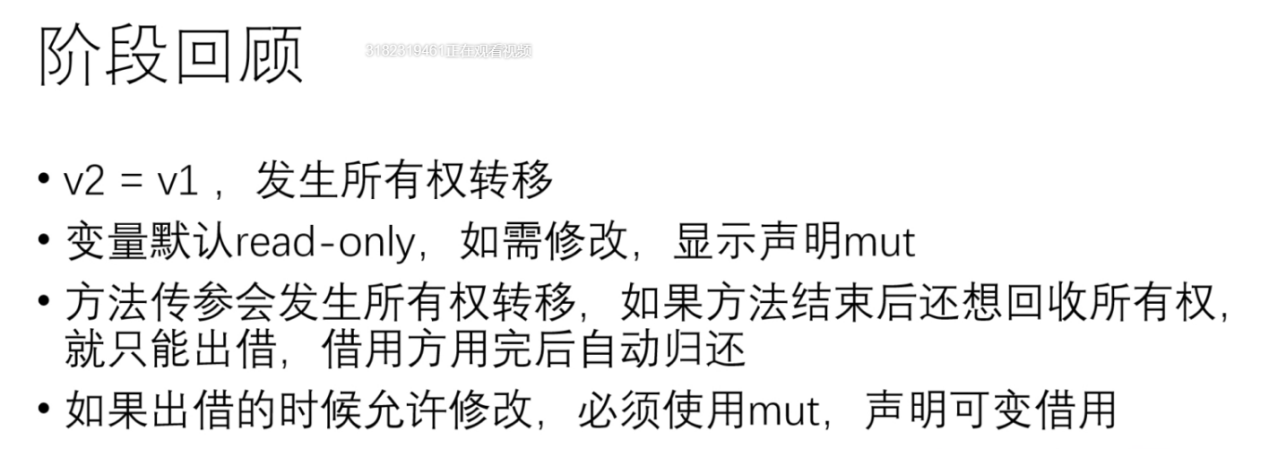 阶段回顾
3182319461正在观看视频
• v2 = v1 ，发生所有权转移
• 变量默认read-only，如需修改，显示声明mut
• 方法传参会发生所有权转移，如果方法结束后还想回收所有权，
就只能出借，借用方用完后自动归还
• 如果出借的时候允许修改，必须使用mut，声明可变借用